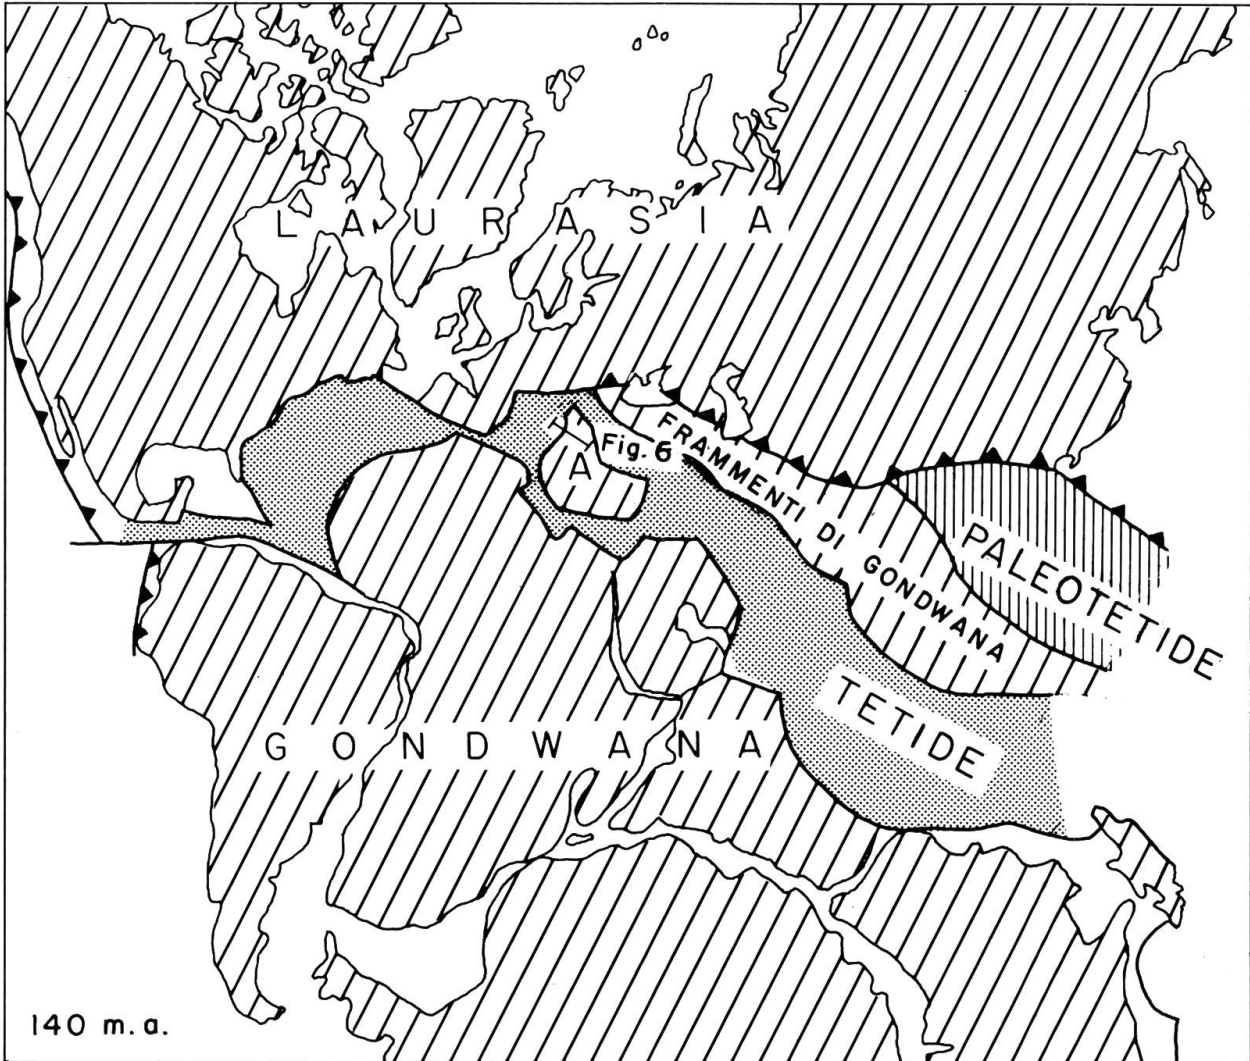 LAURASIA
Fig. 6
A
FRAMMENTI DI GONDWANA
PALEOTETIDE
TETIDE
GONDWANA
140 m.a.